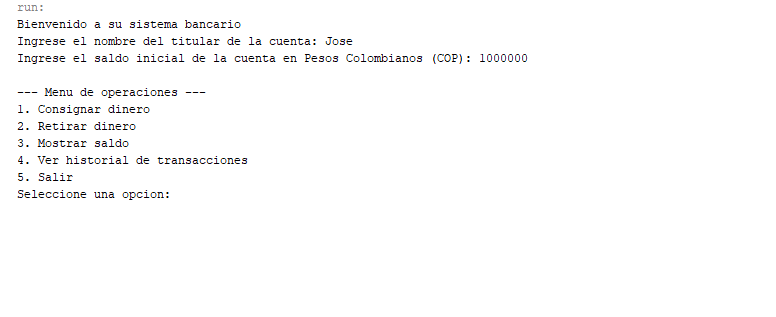 run:
Bienvenido a su sistema bancario
Ingrese el nombre del titular de la cuenta: Jose
Ingrese el saldo inicial de la cuenta en Pesos Colombianos (COP): 1000000
--- Menu de operaciones ---
1. Consignar dinero
2. Retirar dinero
3. Mostrar saldo
4. Ver historial de transacciones
5. Salir
Seleccione una opcion: